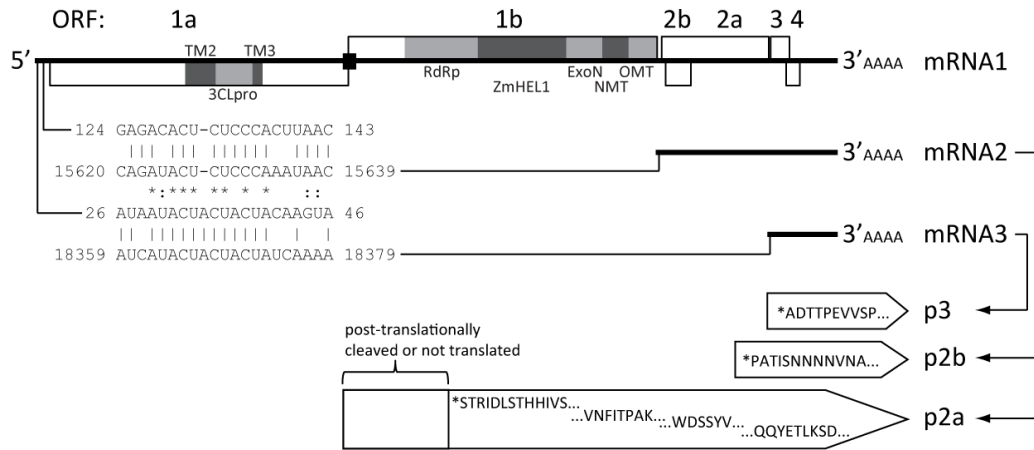 ORF: 1a 1b 2b 2a 3 4
TM2 TM3
5’ 3’AAAA mRNA1
RdRp ExoN OMT
3CLpro ZmHEL1 NMT
124 GAGACACU-CUCCCACUUAAC 143
15620 CAGAUACU-CUCCCAAAUAAC 15639
3’AAAA mRNA2
*:*** ** * * ::
26 AUAAUACUACUACUACAAGUA 46
3’AAAA mRNA3
18359 AUCAUACUACUACUAUCAAAA 18379
*ADTTPEVVSP... p3
post-translationally
cleaved or not translated
*PATISNNNNVNA... p2b
*STRIDLSTHHIVS...
...VNFITPAK...
...WDSSYV...
...QQYETLKSD...
p2a